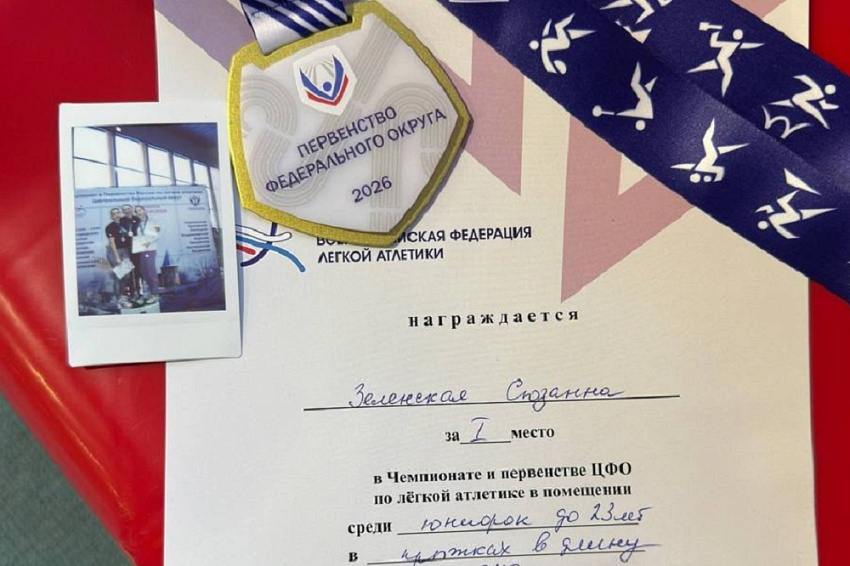 ПЕРВЕНСТВО
ФЕДЕРАЛЬНОГО ОКРУГА
2026
ФЕДЕРАЦИЯ
ЛЕГКОЙ АТЛЕТИКИ
награждается
Зеленская Сюзанна
за I место
в Чемпионате и первенстве ЦФО
по лёгкой атлетике в помещении
среди юниорок до 23 лет
в прыжках в длину